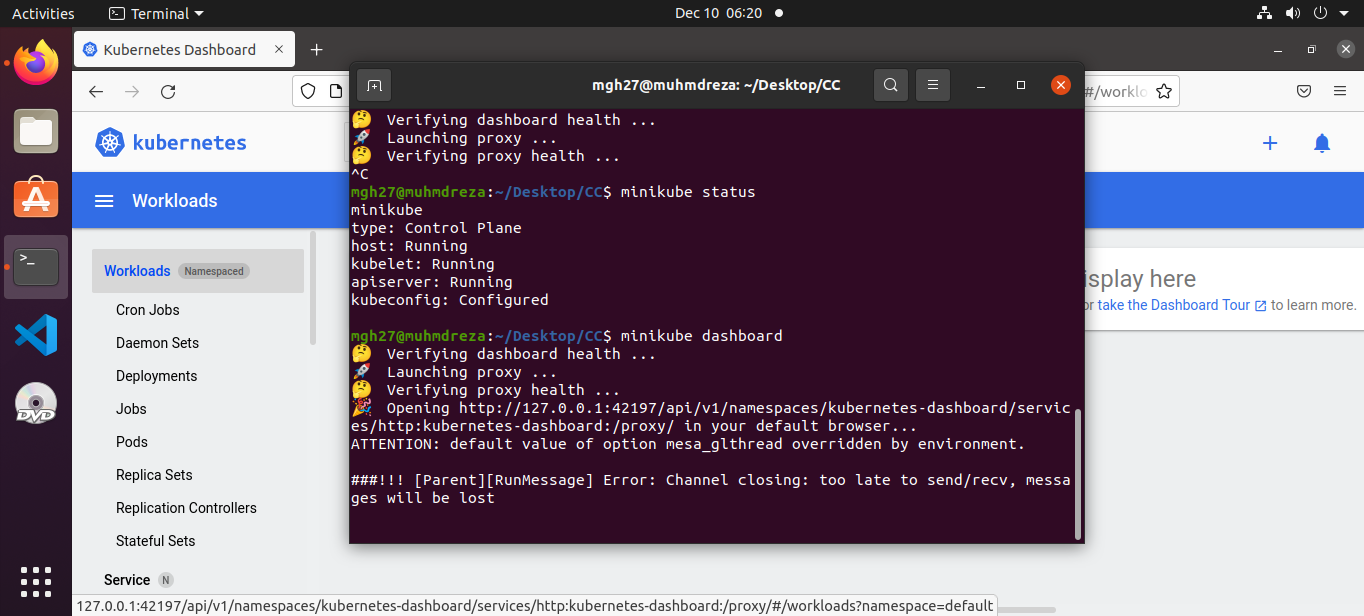 Activities
Terminal
Dec 10 06:20
Kubernetes Dashboard
mgh27@muhmdreza: ~/Desktop/CC
#/worklo
kubernetes
Workloads
Workloads Namespaced
Cron Jobs
Daemon Sets
Deployments
Jobs
Pods
Replica Sets
Replication Controllers
Stateful Sets
Service N
Verifying dashboard health ...
Launching proxy ...
Verifying proxy health ...
^C
mgh27@muhmdreza:~/Desktop/CC$ minikube status
minikube
type: Control Plane
host: Running
kubelet: Running
apiserver: Running
kubeconfig: Configured
mgh27@muhmdreza:~/Desktop/CC$ minikube dashboard
Verifying dashboard health ...
Launching proxy ...
Verifying proxy health ...
Opening http://127.0.0.1:42197/api/v1/namespaces/kubernetes-dashboard/servic
es/http:kubernetes-dashboard:/proxy/ in your default browser...
ATTENTION: default value of option mesa_glthread overridden by environment.
###!!! [Parent][RunMessage] Error: Channel closing: too late to send/recv, messa
ges will be lost
isplay here
or take the Dashboard Tour to learn more.
127.0.0.1:42197/api/v1/namespaces/kubernetes-dashboard/services/http:kubernetes-dashboard:/proxy/#/workloads?namespace=default
>_
DVD